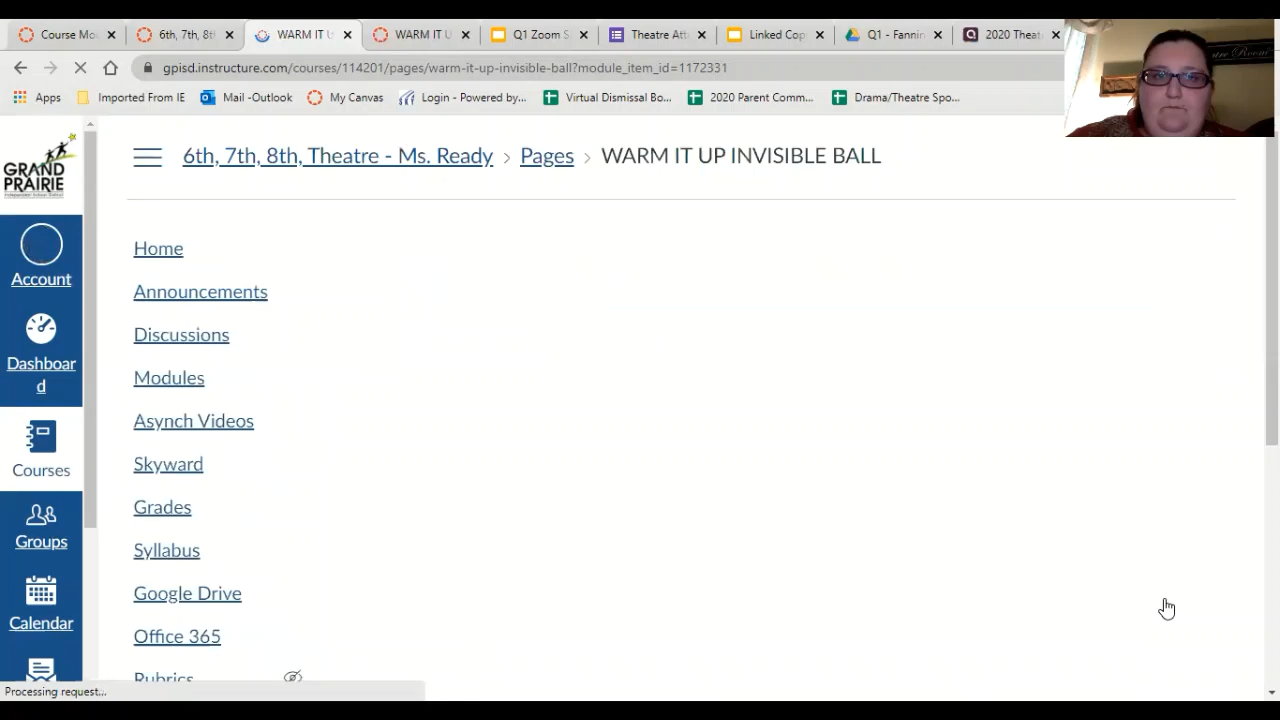 Course Mo
6th, 7th, 8t
WARM IT U
WARM IT U
Q1 Zoom S
Theatre Att
Linked Cop
Q1 - Fannin
2020 Theat
gpisd.instructure.com/courses/114201/pages/warm-it-up-invisible-ball?module_item_id=1172331
Apps
Imported From IE
Mail -Outlook
My Canvas
Login - Powered by...
Virtual Dismissal Bo...
2020 Parent Comm...
Drama/Theatre Spo...
GRAND
PRAIRIE
6th, 7th, 8th, Theatre - Ms. Ready > Pages > WARM IT UP INVISIBLE BALL
Account
Dashboar
d
Courses
Groups
Calendar
Home
Announcements
Discussions
Modules
Asynch Videos
Skyward
Grades
Syllabus
Google Drive
Office 365
Rubrics
Processing request...